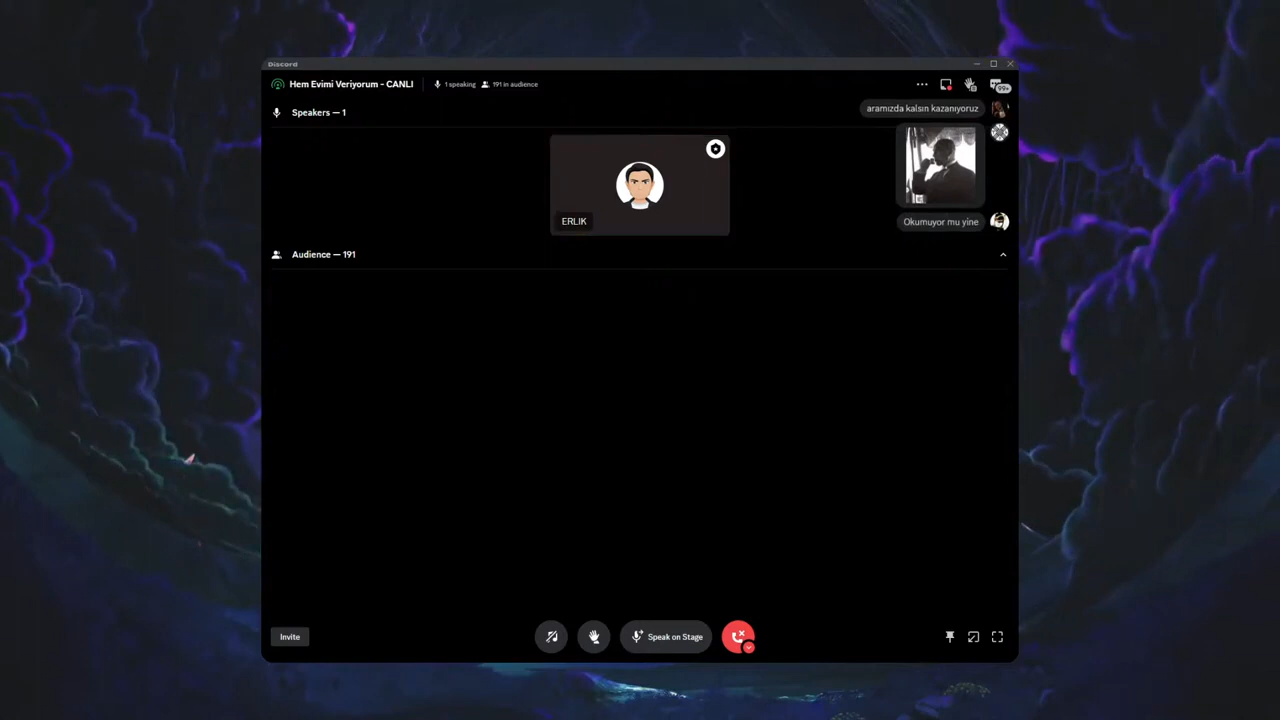 Discord
Hem Evimi Veriyorum - CANLI
1 speaking
191 in audience
99+
Speakers — 1
aramızda kalsın kazanıyoruz
ERLIK
Okumuyor mu yine
Audience — 191
Invite
Speak on Stage